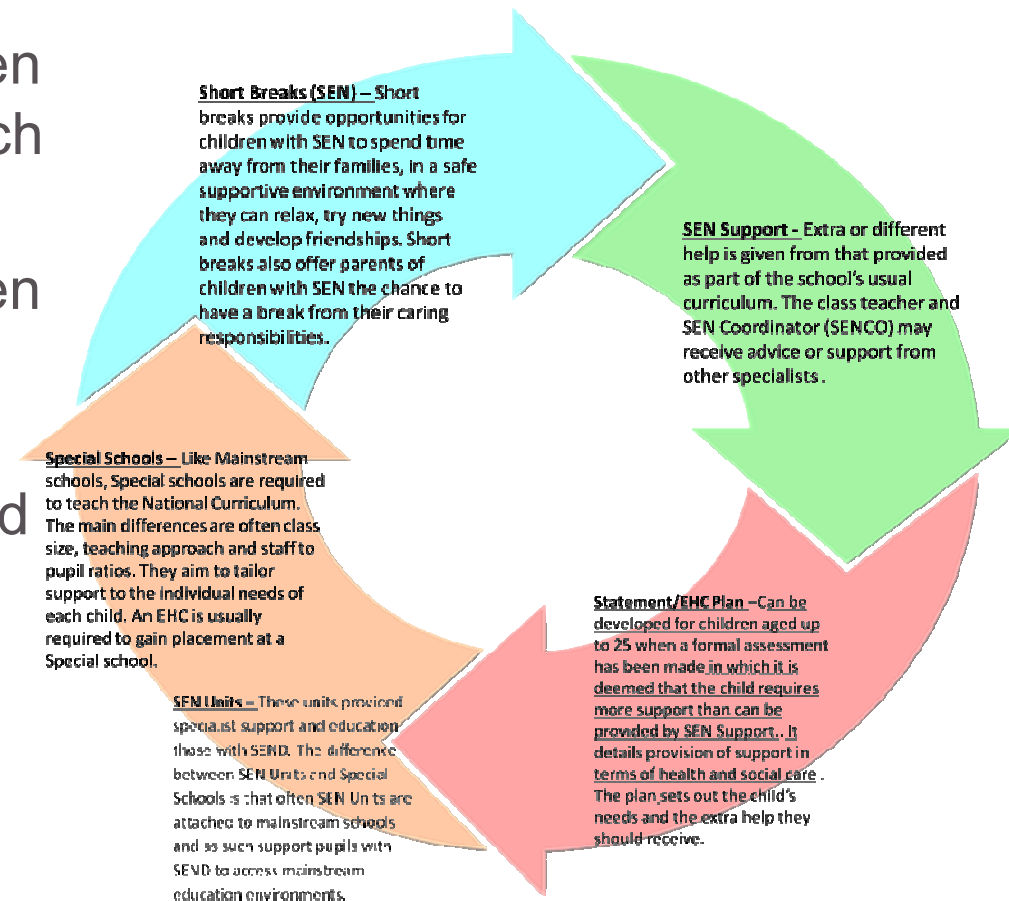 en
ch
en
d
Short Breaks (SEN) – Short
breaks provide opportunities for
children with SEN to spend time
away from their families, in a safe
supportive environment where
they can relax, try new things
and develop friendships. Short
breaks also offer parents of
children with SEN the chance to
have a break from their caring
responsibilities.
SEN Support - Extra or different
help is given from that provided
as part of the school's usual
curriculum. The class teacher and
SEN Coordinator (SENCO) may
receive advice or support from
other specialists.
Statement/EHC Plan –Can be
developed for children aged up
to 25 when a formal assessment
has been made in which it is
deemed that the child requires
more support than can be
provided by SEN Support.. It
details provision of support in
terms of health and social care .
The plan sets out the child's
needs and the extra help they
should receive.
Special Schools – Like Mainstream
schools, Special schools are required
to teach the National Curriculum.
The main differences are often class
size, teaching approach and staff to
pupil ratios. They aim to tailor
support to the individual needs of
each child. An EHC is usually
required to gain placement at a
Special school.
SEN Units – These units provided
specialist support and education
those with SEND. The difference
between SEN Units and Special
Schools is that often SEN Units are
attached to mainstream schools
and as such support pupils with
SEND to access mainstream
education environments.